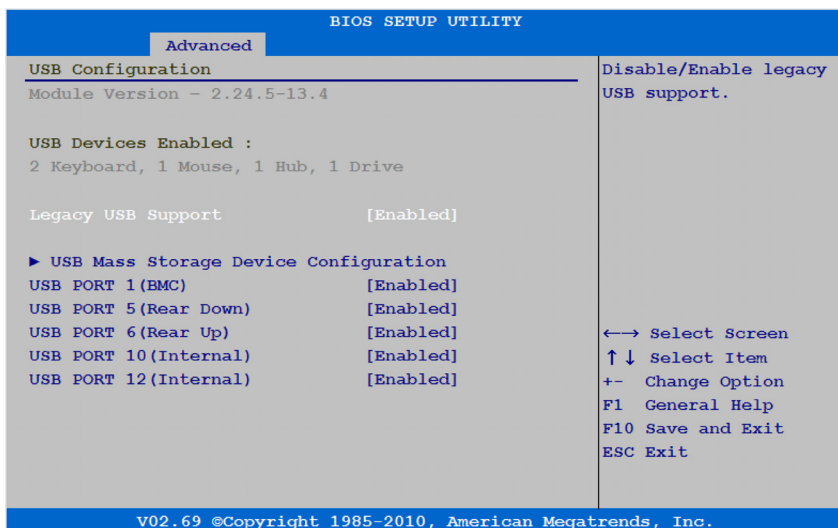 BIOS SETUP UTILITY
Advanced
USB Configuration
Module Version - 2.24.5-13.4
USB Devices Enabled :
2 Keyboard, 1 Mouse, 1 Hub, 1 Drive
Legacy USB Support [Enabled]
► USB Mass Storage Device Configuration
USB PORT 1(BMC) [Enabled]
USB PORT 5(Rear Down) [Enabled]
USB PORT 6(Rear Up) [Enabled]
USB PORT 10(Internal) [Enabled]
USB PORT 12(Internal) [Enabled]
Disable/Enable legacy
USB support.
←→ Select Screen
↑↓ Select Item
+- Change Option
F1 General Help
F10 Save and Exit
ESC Exit
V02.69 ©Copyright 1985-2010, American Megatrends, Inc.